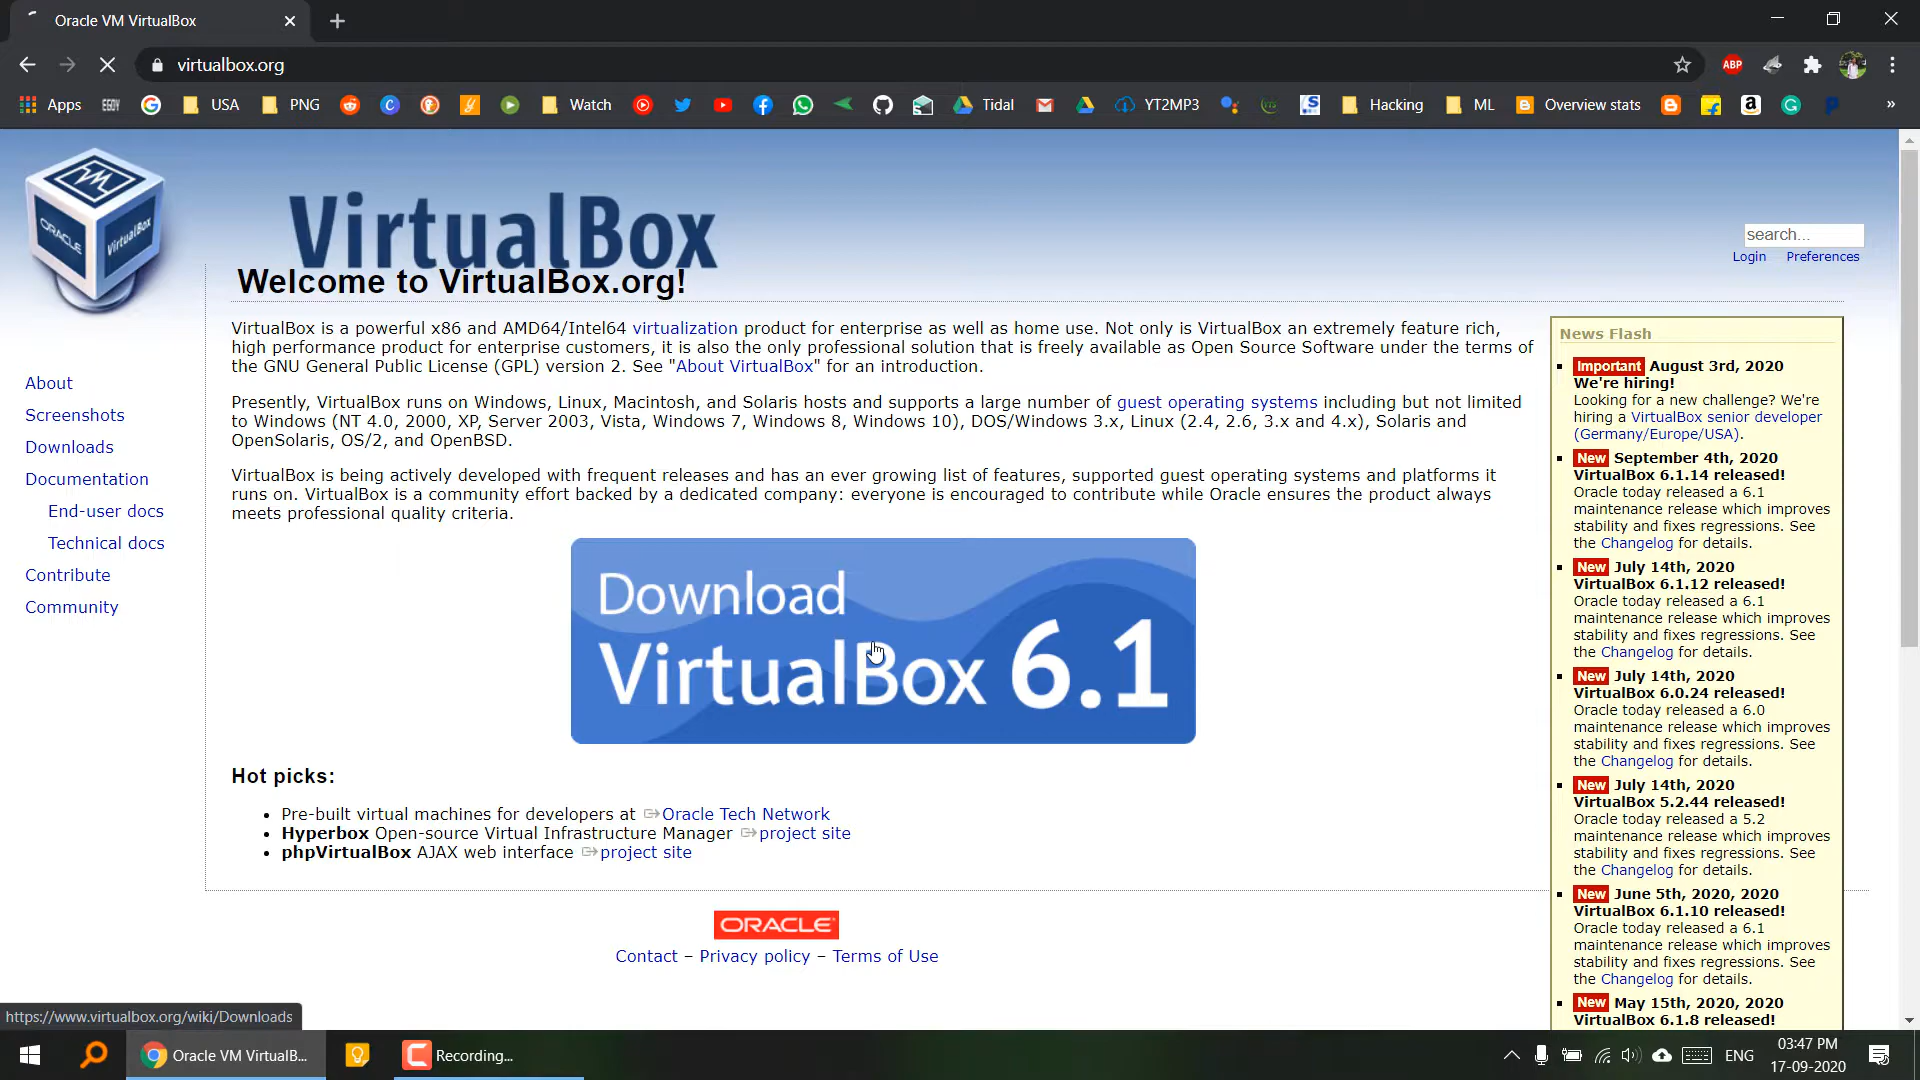 Oracle VM VirtualBox
virtualbox.org
ABP
Apps
EGDY
USA
PNG
Watch
Tidal
YT2MP3
Hacking
ML
Overview stats
»
ORACLE
VirtualBox
VirtualBox
search...
Login Preferences
Welcome to VirtualBox.org!
VirtualBox is a powerful x86 and AMD64/Intel64 virtualization product for enterprise as well as home use. Not only is VirtualBox an extremely feature rich,
high performance product for enterprise customers, it is also the only professional solution that is freely available as Open Source Software under the terms of
the GNU General Public License (GPL) version 2. See "About VirtualBox" for an introduction.
Presently, VirtualBox runs on Windows, Linux, Macintosh, and Solaris hosts and supports a large number of guest operating systems including but not limited
to Windows (NT 4.0, 2000, XP, Server 2003, Vista, Windows 7, Windows 8, Windows 10), DOS/Windows 3.x, Linux (2.4, 2.6, 3.x and 4.x), Solaris and
OpenSolaris, OS/2, and OpenBSD.
VirtualBox is being actively developed with frequent releases and has an ever growing list of features, supported guest operating systems and platforms it
runs on. VirtualBox is a community effort backed by a dedicated company: everyone is encouraged to contribute while Oracle ensures the product always
meets professional quality criteria.
About
Screenshots
Downloads
Documentation
End-user docs
Technical docs
Contribute
Community
Download
VirtualBox 6.1
Hot picks:
Pre-built virtual machines for developers at Oracle Tech Network
Hyperbox Open-source Virtual Infrastructure Manager project site
phpVirtualBox AJAX web interface project site
ORACLE
Contact – Privacy policy – Terms of Use
News Flash
Important August 3rd, 2020
We're hiring!
Looking for a new challenge? We're
hiring a VirtualBox senior developer
(Germany/Europe/USA).
New September 4th, 2020
VirtualBox 6.1.14 released!
Oracle today released a 6.1
maintenance release which improves
stability and fixes regressions. See
the Changelog for details.
New July 14th, 2020
VirtualBox 6.1.12 released!
Oracle today released a 6.1
maintenance release which improves
stability and fixes regressions. See
the Changelog for details.
New July 14th, 2020
VirtualBox 6.0.24 released!
Oracle today released a 6.0
maintenance release which improves
stability and fixes regressions. See
the Changelog for details.
New July 14th, 2020
VirtualBox 5.2.44 released!
Oracle today released a 5.2
maintenance release which improves
stability and fixes regressions. See
the Changelog for details.
New June 5th, 2020, 2020
VirtualBox 6.1.10 released!
Oracle today released a 6.1
maintenance release which improves
stability and fixes regressions. See
the Changelog for details.
New May 15th, 2020, 2020
VirtualBox 6.1.8 released!
https://www.virtualbox.org/wiki/Downloads
Oracle VM VirtualB...
Recording...
ENG
03:47 PM
17-09-2020